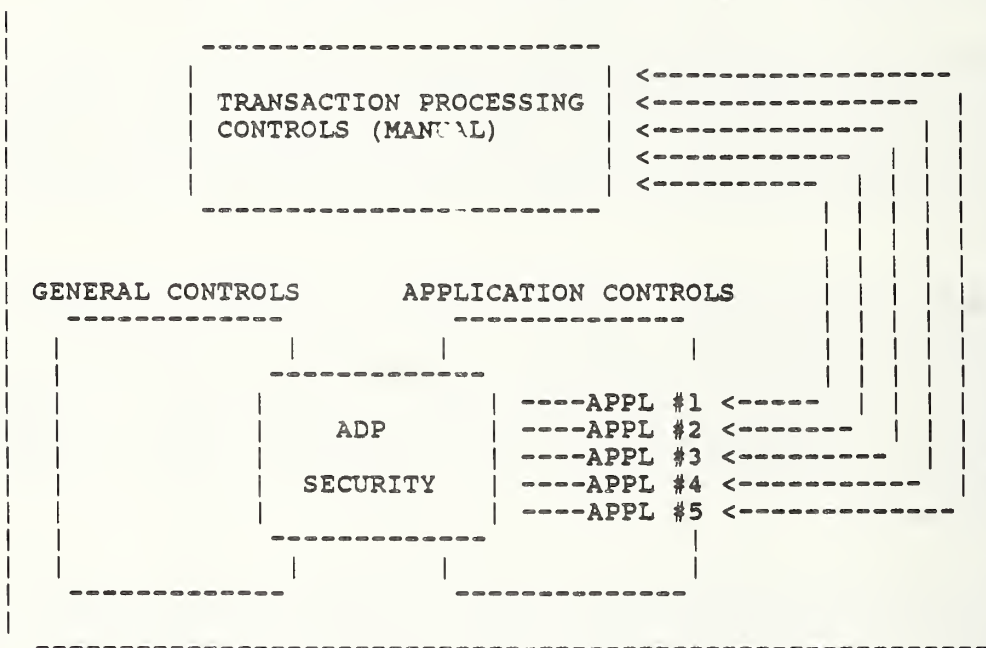 TRANSACTION PROCESSING
CONTROLS (MANUAL)
GENERAL CONTROLS APPLICATION CONTROLS
ADP
SECURITY
----APPL #1 <-----
----APPL #2 <-------
----APPL #3 <---------
----APPL #4 <-----------
----APPL #5 <-------------